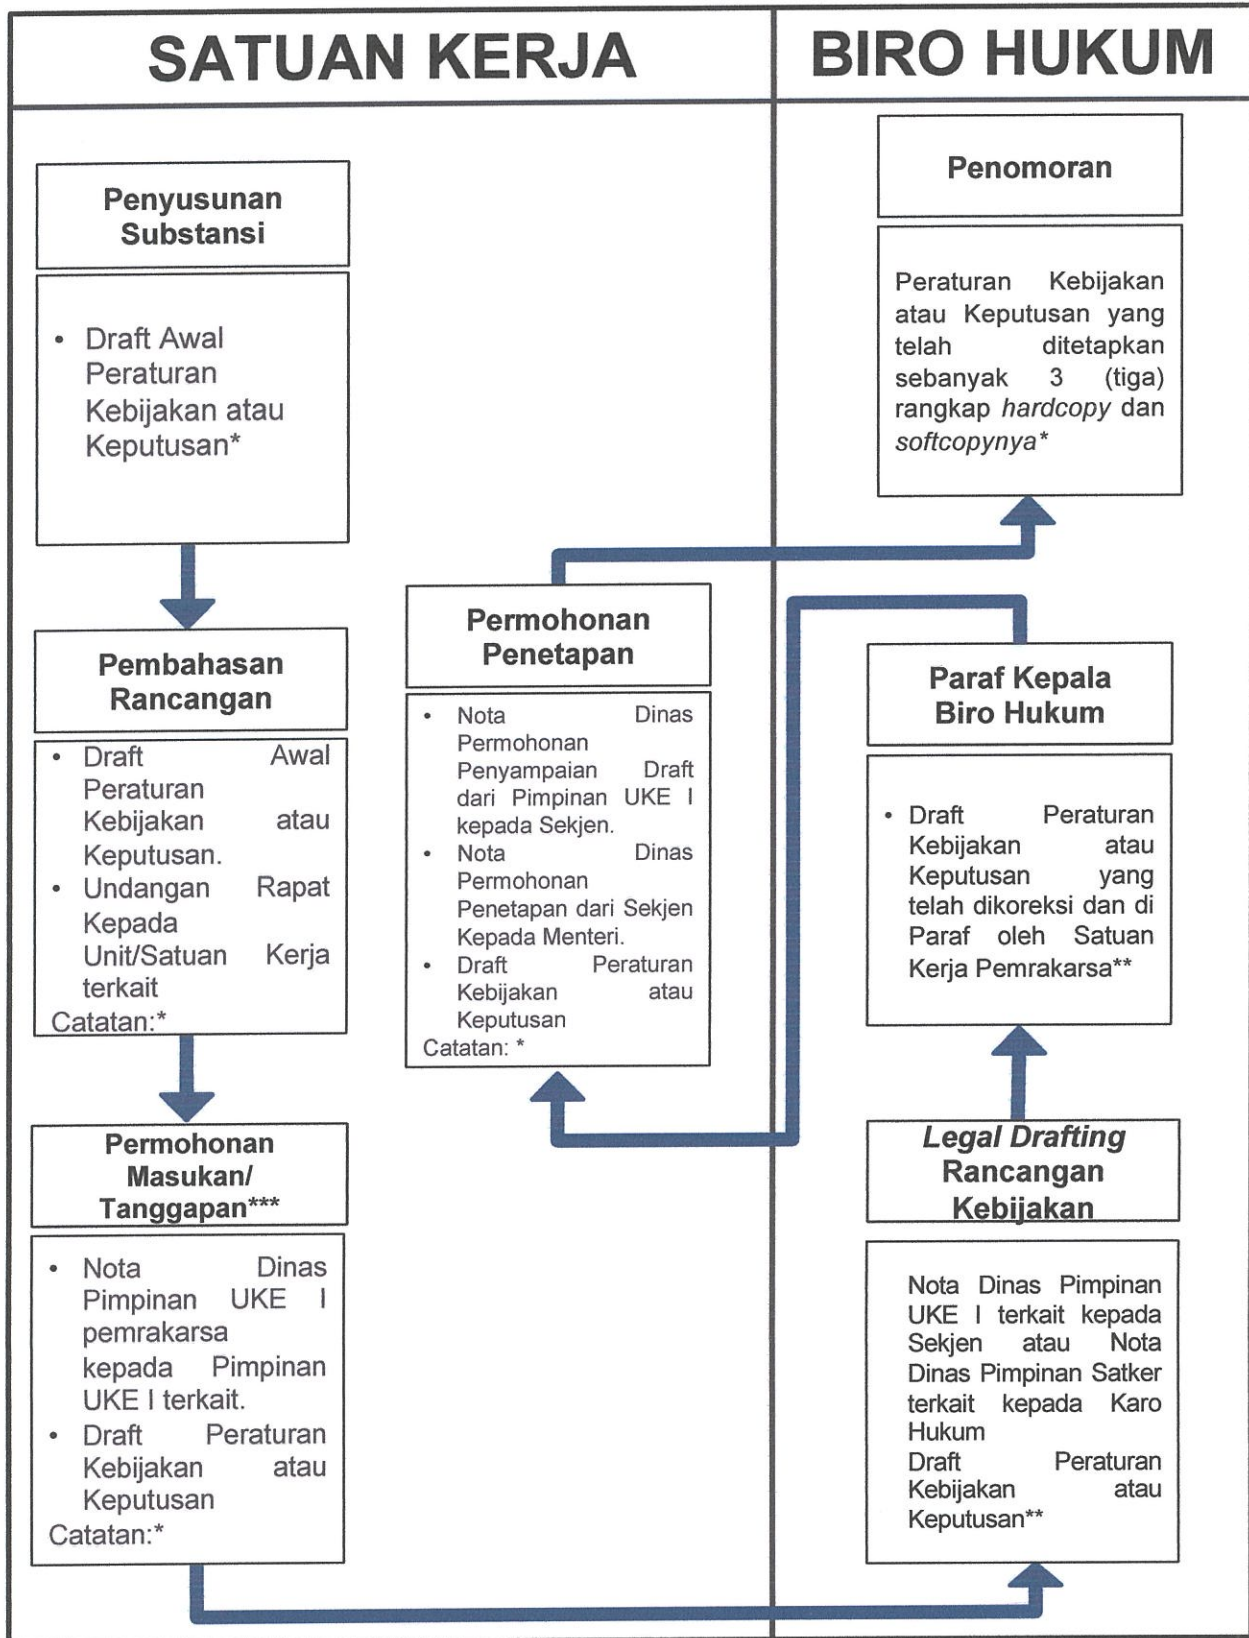 SATUAN KERJA
BIRO HUKUM
Penyusunan
Substansi
• Draft Awal
Peraturan
Kebijakan atau
Keputusan*
Pembahasan
Rancangan
• Draft Awal
Peraturan
Kebijakan atau
Keputusan.
• Undangan Rapat
Kepada
Unit/Satuan Kerja
terkait
Catatan:*
Permohonan
Masukan/
Tanggapan***
• Nota Dinas
Pimpinan UKE I
pemrakarsa
kepada Pimpinan
UKE I terkait.
• Draft Peraturan
Kebijakan atau
Keputusan
Catatan:*
Legal Drafting
Rancangan
Kebijakan
Nota Dinas Pimpinan
UKE I terkait kepada
Sekjen atau Nota
Dinas Pimpinan Satker
terkait kepada Karo
Hukum
Draft Peraturan
Kebijakan atau
Keputusan**
Paraf Kepala
Biro Hukum
• Draft Peraturan
Kebijakan atau
Keputusan yang
telah dikoreksi dan di
Paraf oleh Satuan
Kerja Pemrakarsa**
Permohonan
Penetapan
• Nota Dinas
Permohonan
Penyampaian Draft
dari Pimpinan UKE I
kepada Sekjen.
• Nota Dinas
Permohonan
Penetapan dari Sekjen
Kepada Menteri.
• Draft Peraturan
Kebijakan atau
Keputusan
Catatan: *
Penomoran
Peraturan Kebijakan
atau Keputusan yang
telah ditetapkan
sebanyak 3 (tiga)
rangkap hardcopy dan
softcopynya*